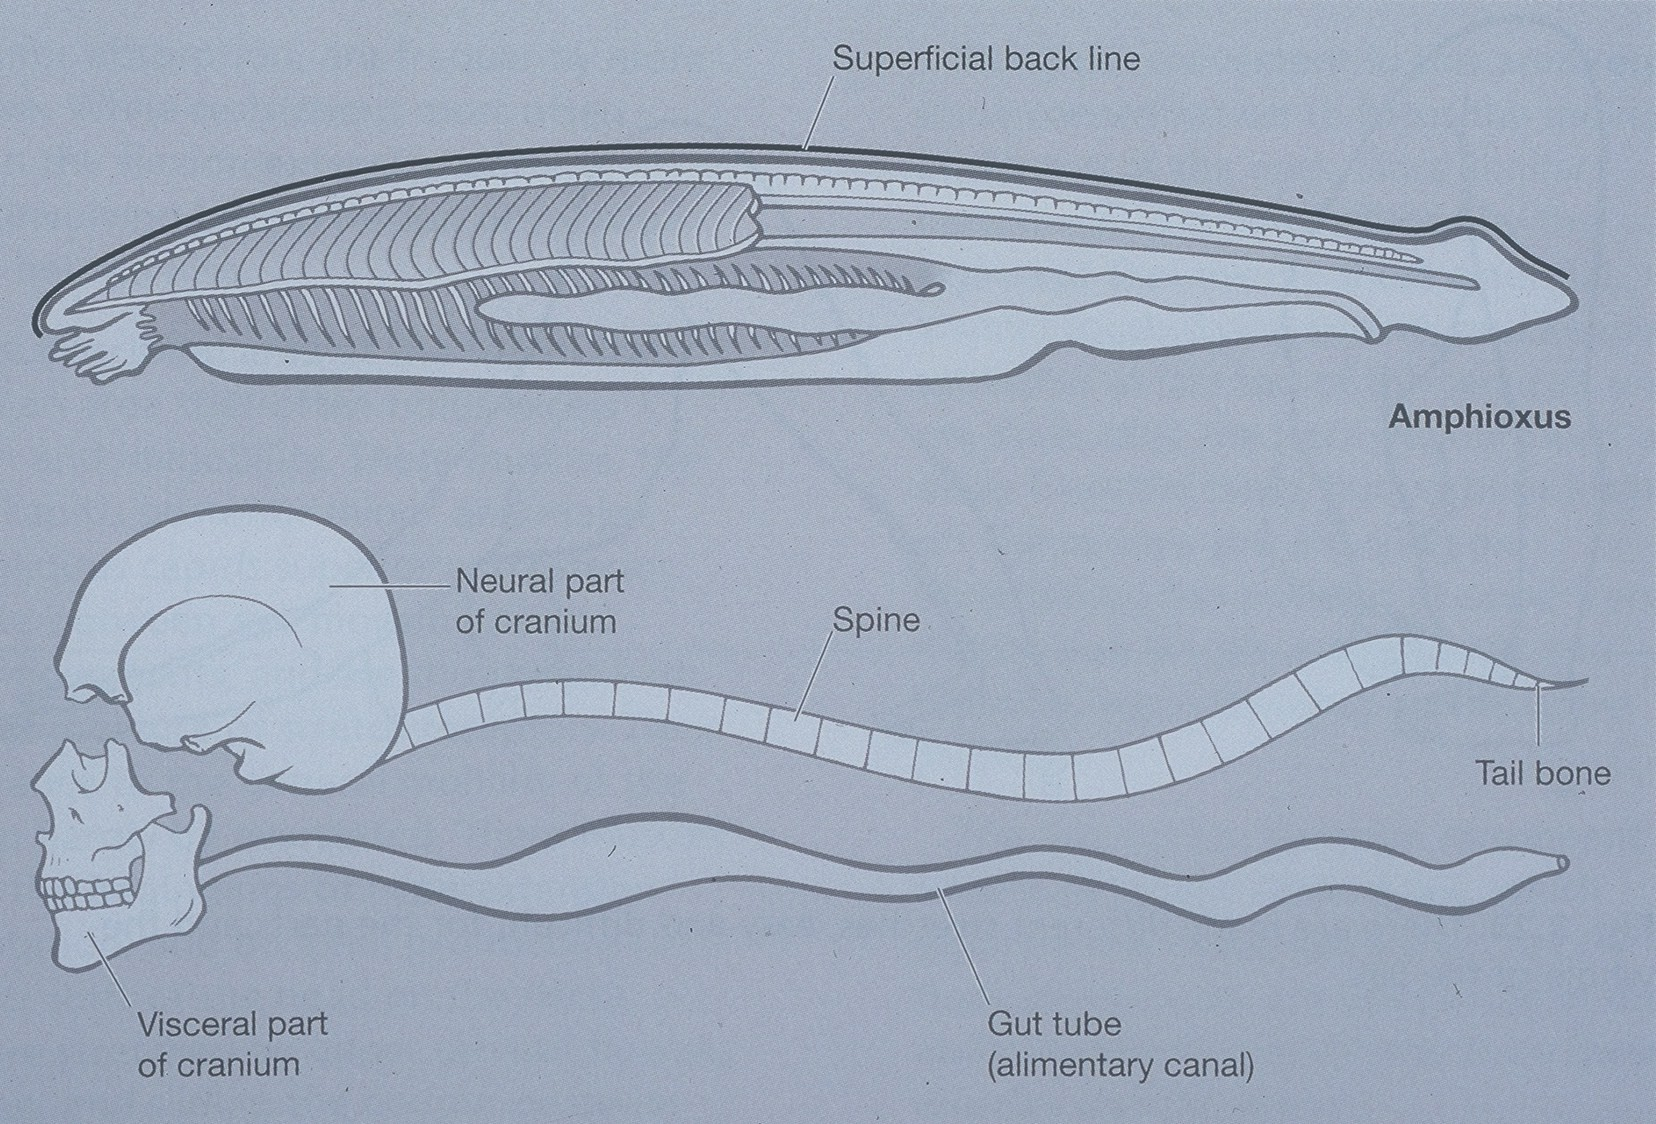 Superficial back line
Amphioxus
Neural part
of cranium
Spine
Tail bone
Visceral part
of cranium
Gut tube
(alimentary canal)